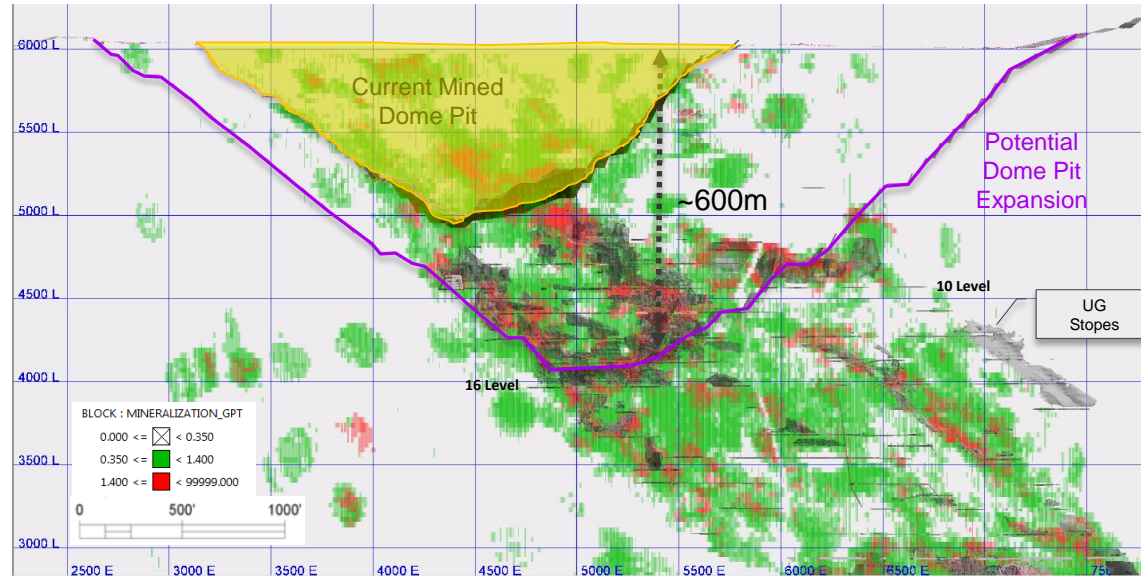 6000 L
5500 L
5000 L
4500 L
4000 L
3500 L
3000 L
Current Mined
Dome Pit
~600m
Potential
Dome Pit
Expansion
10 Level
UG
Stopes
16 Level
BLOCK : MINERALIZATION_GPT
0.000 <= < 0.350
0.350 <= < 1.400
1.400 <= < 99999.000
0 500' 1000'
2500 E 3000 E 3500 E 4000 E 4500 E 5000 E 5500 E 6000 E 6500 E